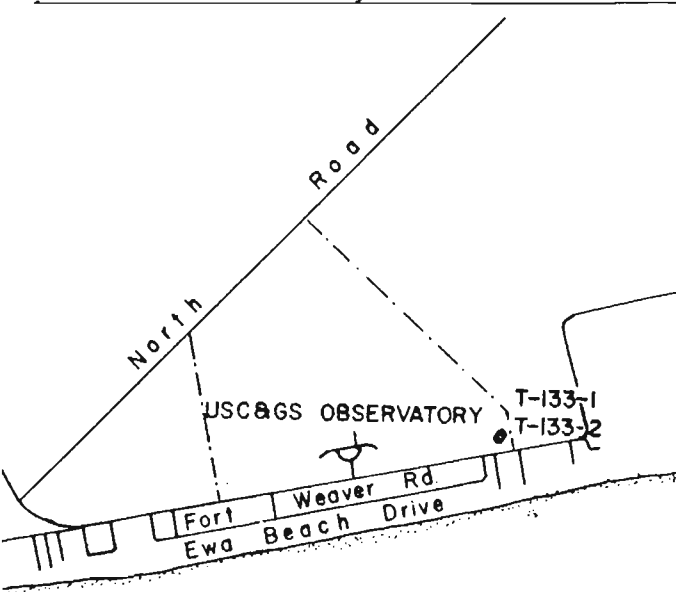 North Road
USC&GS OBSERVATORY
T-133-1
T-133-2
Fort Weaver Rd.
Ewa Beach Drive